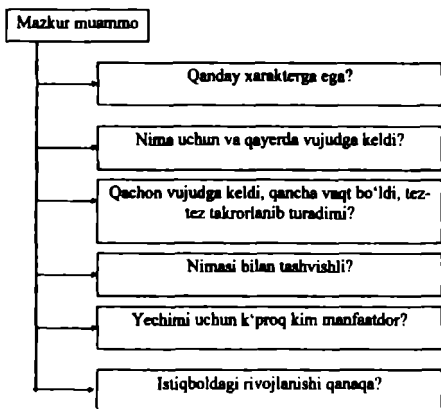 Mazkur muammo
Qanday xarakterga ega?
Nima uchun va qayerda vujudga keldi?
Qachon vujudga keldi, qancha vaqt bo‘ldi, tez-
tez takrorlanib turadimi?
Nimasi bilan tashvishli?
Yechimi uchun k‘proq kim manfaatdor?
Istiqboldagi rivojlanishi qanaqa?